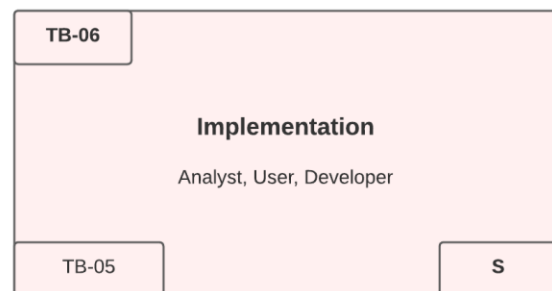 TB-06
Implementation
Analyst, User, Developer
TB-05
S